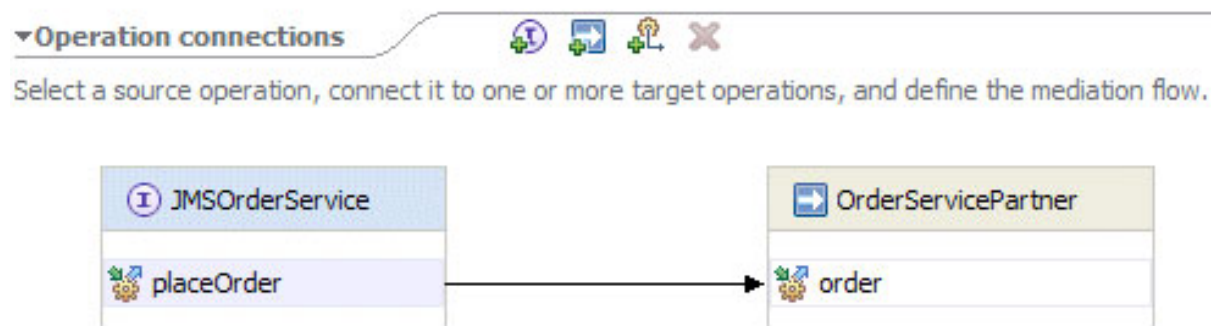 Operation connections
Select a source operation, connect it to one or more target operations, and define the mediation flow.
JMSOrderService
OrderServicePartner
placeOrder
order